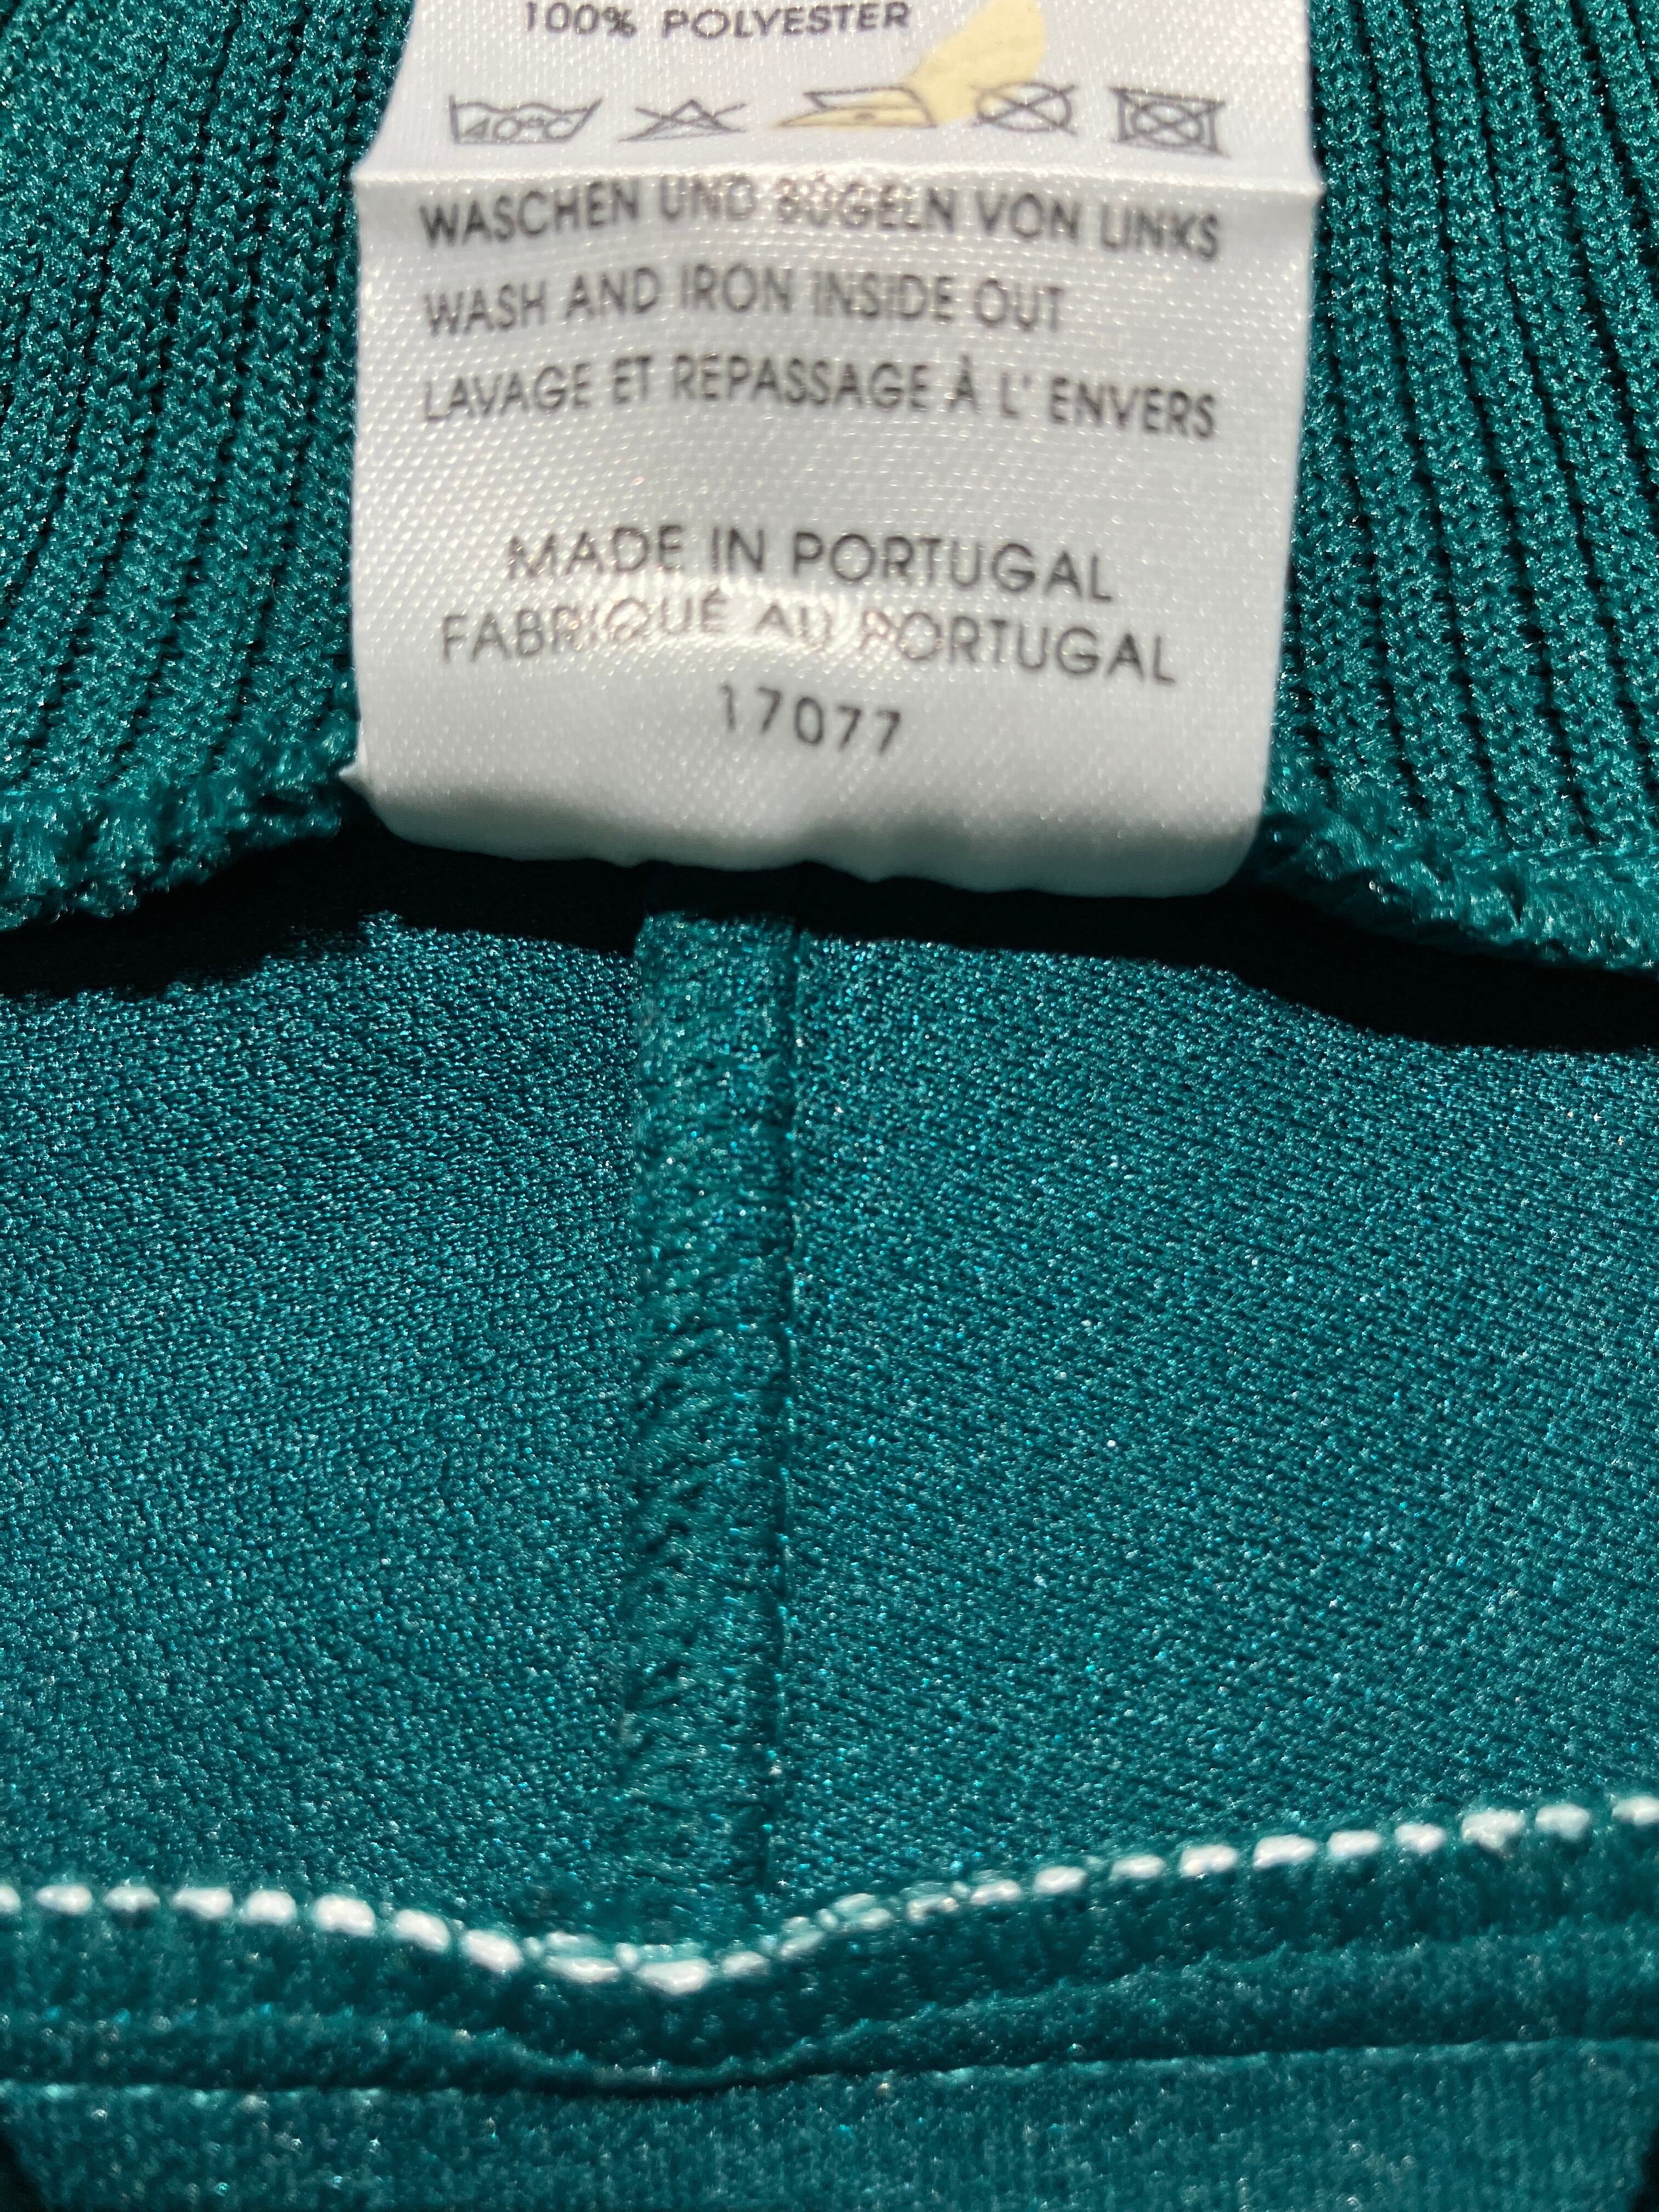 100% POLYESTER
40°C
WASCHEN UND BÜGELN VON LINKS
WASH AND IRON INSIDE OUT
LAVAGE ET REPASSAGE À L' ENVERS
MADE IN PORTUGAL
FABRIQUÉ AU PORTUGAL
17077